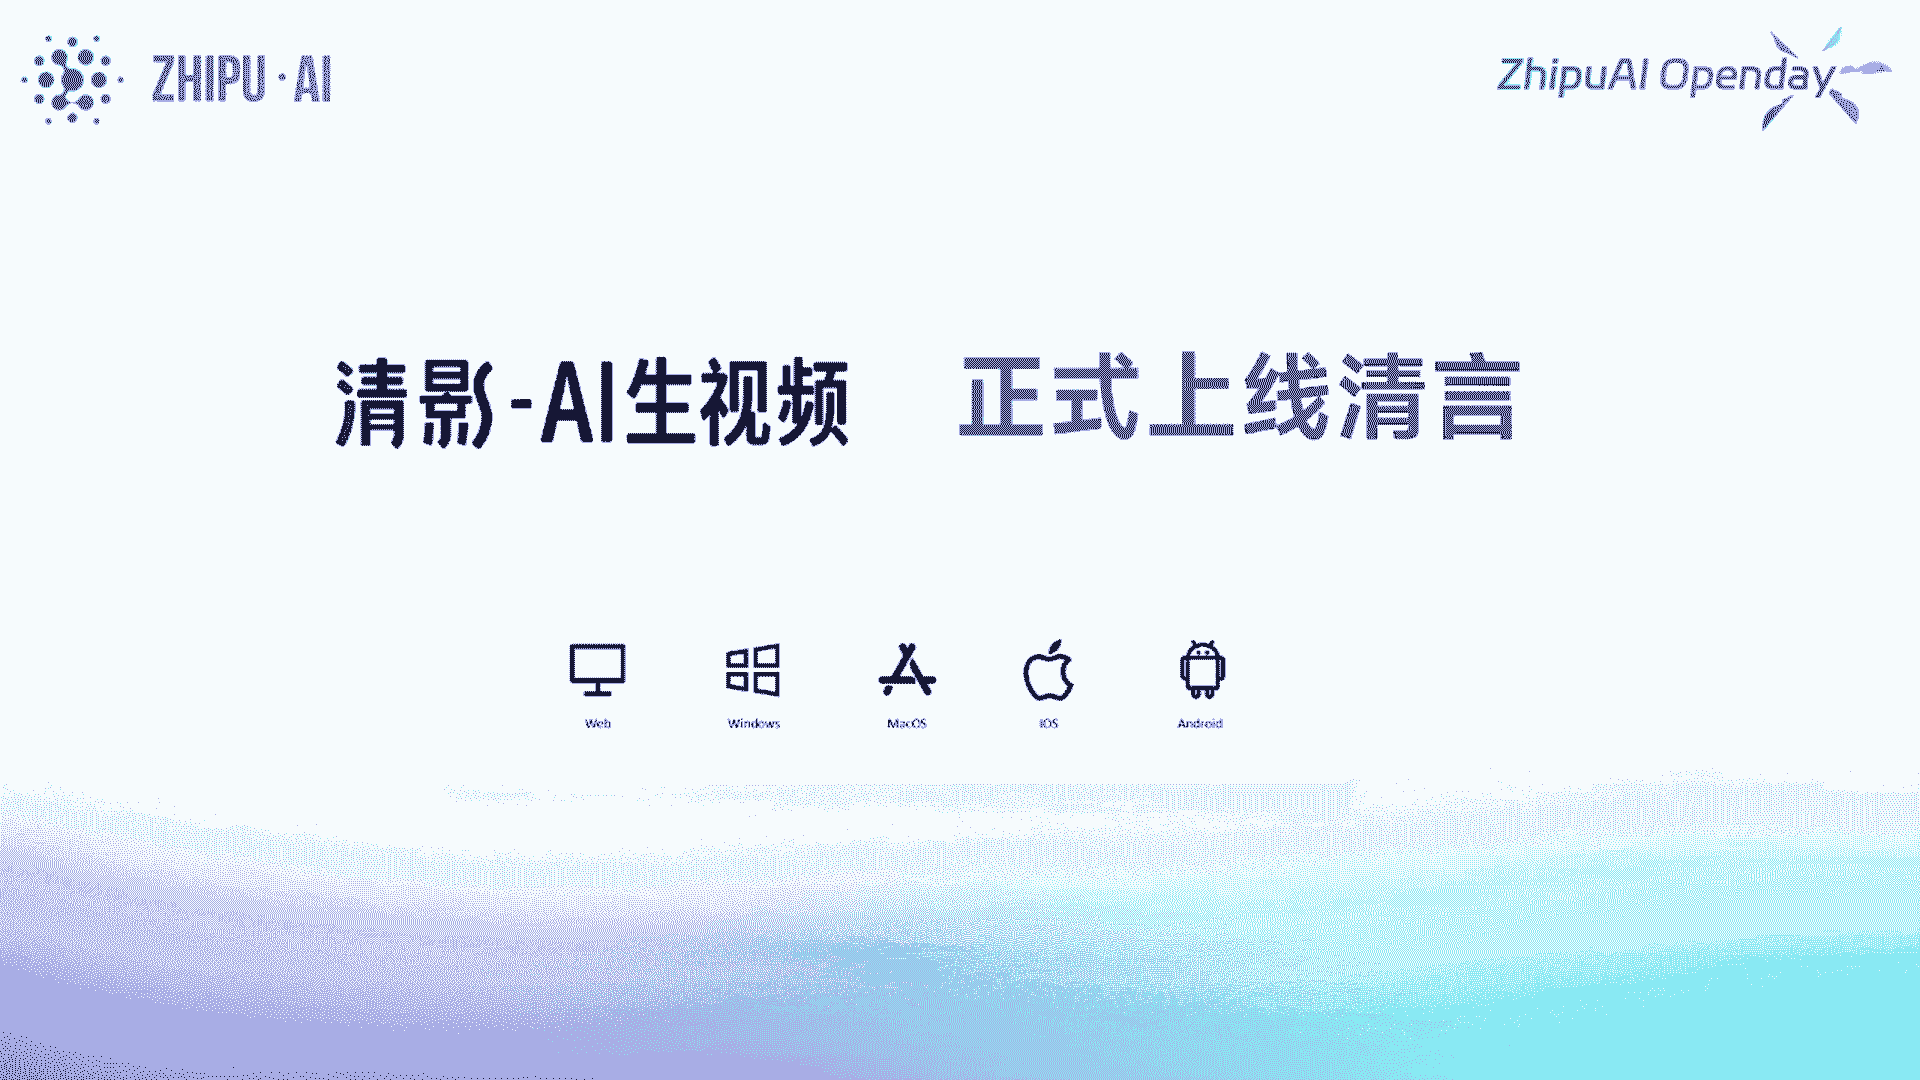 ZHIPU·AI
ZhipuAI Openday
清影-AI生视频 正式上线清言
Web Windows MacOS IOS Android